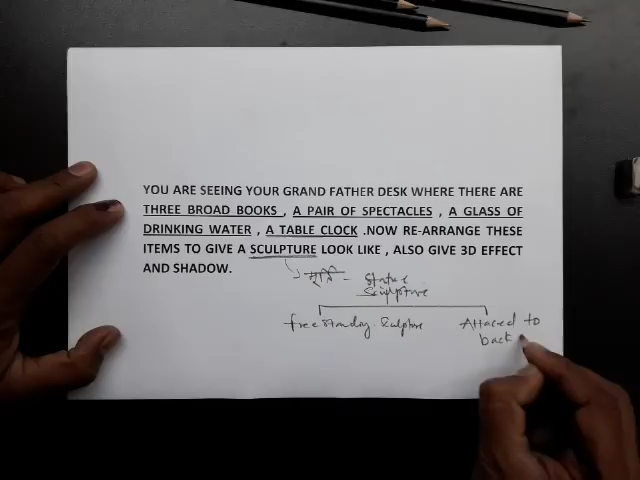 YOU ARE SEEING YOUR GRAND FATHER DESK WHERE THERE ARE
THREE BROAD BOOKS , A PAIR OF SPECTACLES , A GLASS OF
DRINKING WATER , A TABLE CLOCK .NOW RE-ARRANGE THESE
ITEMS TO GIVE A SCULPTURE LOOK LIKE , ALSO GIVE 3D EFFECT
AND SHADOW.
मूर्ति - Statue
Sculpture
free standing Sculpture
Attaced to
back